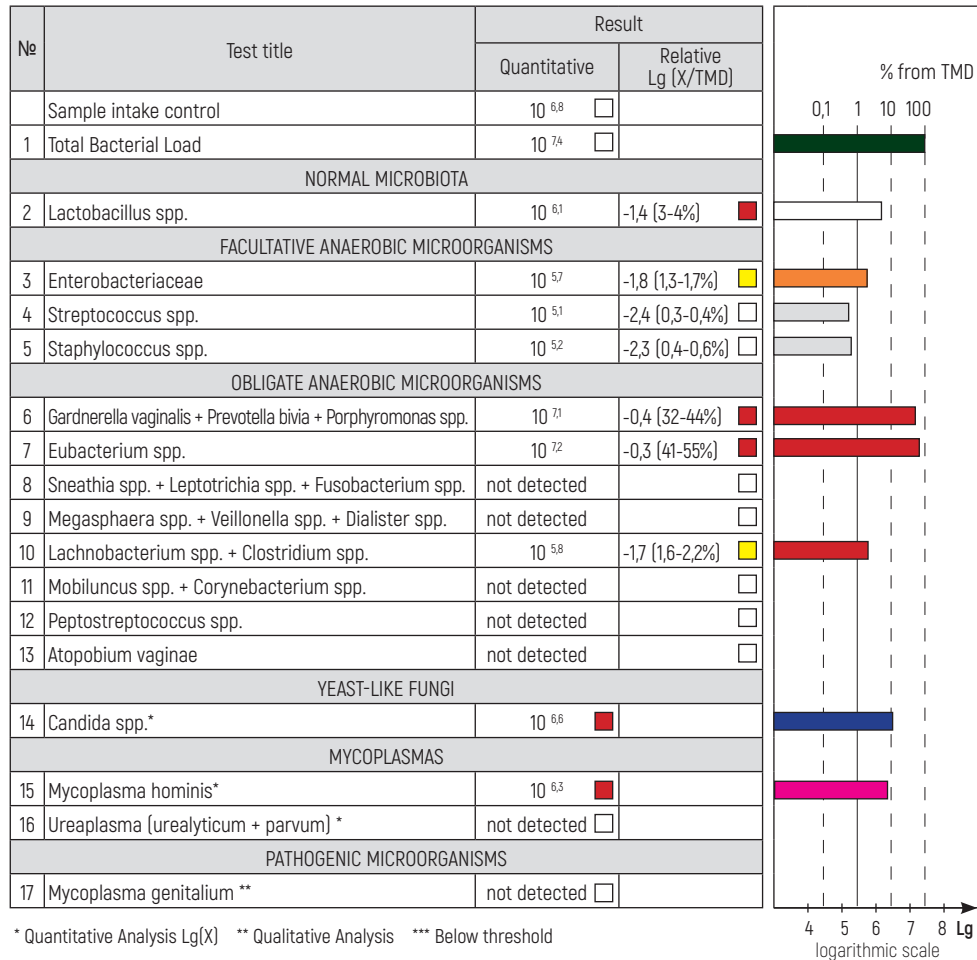 № Test title Result
Quantitative Relative
Lg (X/TMD)
% from TMD
0,1 1 10 100
Sample intake control 10 6,8
1 Total Bacterial Load 10 7,4
NORMAL MICROBIOTA
2 Lactobacillus spp. 10 6,1 -1,4 (3-4%)
FACULTATIVE ANAEROBIC MICROORGANISMS
3 Enterobacteriaceae 10 5,7 -1,8 (1,3-1,7%)
4 Streptococcus spp. 10 5,1 -2,4 (0,3-0,4%)
5 Staphylococcus spp. 10 5,2 -2,3 (0,4-0,6%)
OBLIGATE ANAEROBIC MICROORGANISMS
6 Gardnerella vaginalis + Prevotella bivia + Porphyromonas spp. 10 7,1 -0,4 (32-44%)
7 Eubacterium spp. 10 7,2 -0,3 (41-55%)
8 Sneathia spp. + Leptotrichia spp. + Fusobacterium spp. not detected
9 Megasphaera spp. + Veillonella spp. + Dialister spp. not detected
10 Lachnobacterium spp. + Clostridium spp. 10 5,8 -1,7 (1,6-2,2%)
11 Mobiluncus spp. + Corynebacterium spp. not detected
12 Peptostreptococcus spp. not detected
13 Atopobium vaginae not detected
YEAST-LIKE FUNGI
14 Candida spp.* 10 6,6
MYCOPLASMAS
15 Mycoplasma hominis* 10 6,3
16 Ureaplasma (urealyticum + parvum) * not detected
PATHOGENIC MICROORGANISMS
17 Mycoplasma genitalium ** not detected
4 5 6 7 8 Lg
logarithmic scale
* Quantitative Analysis Lg(X) ** Qualitative Analysis *** Below threshold